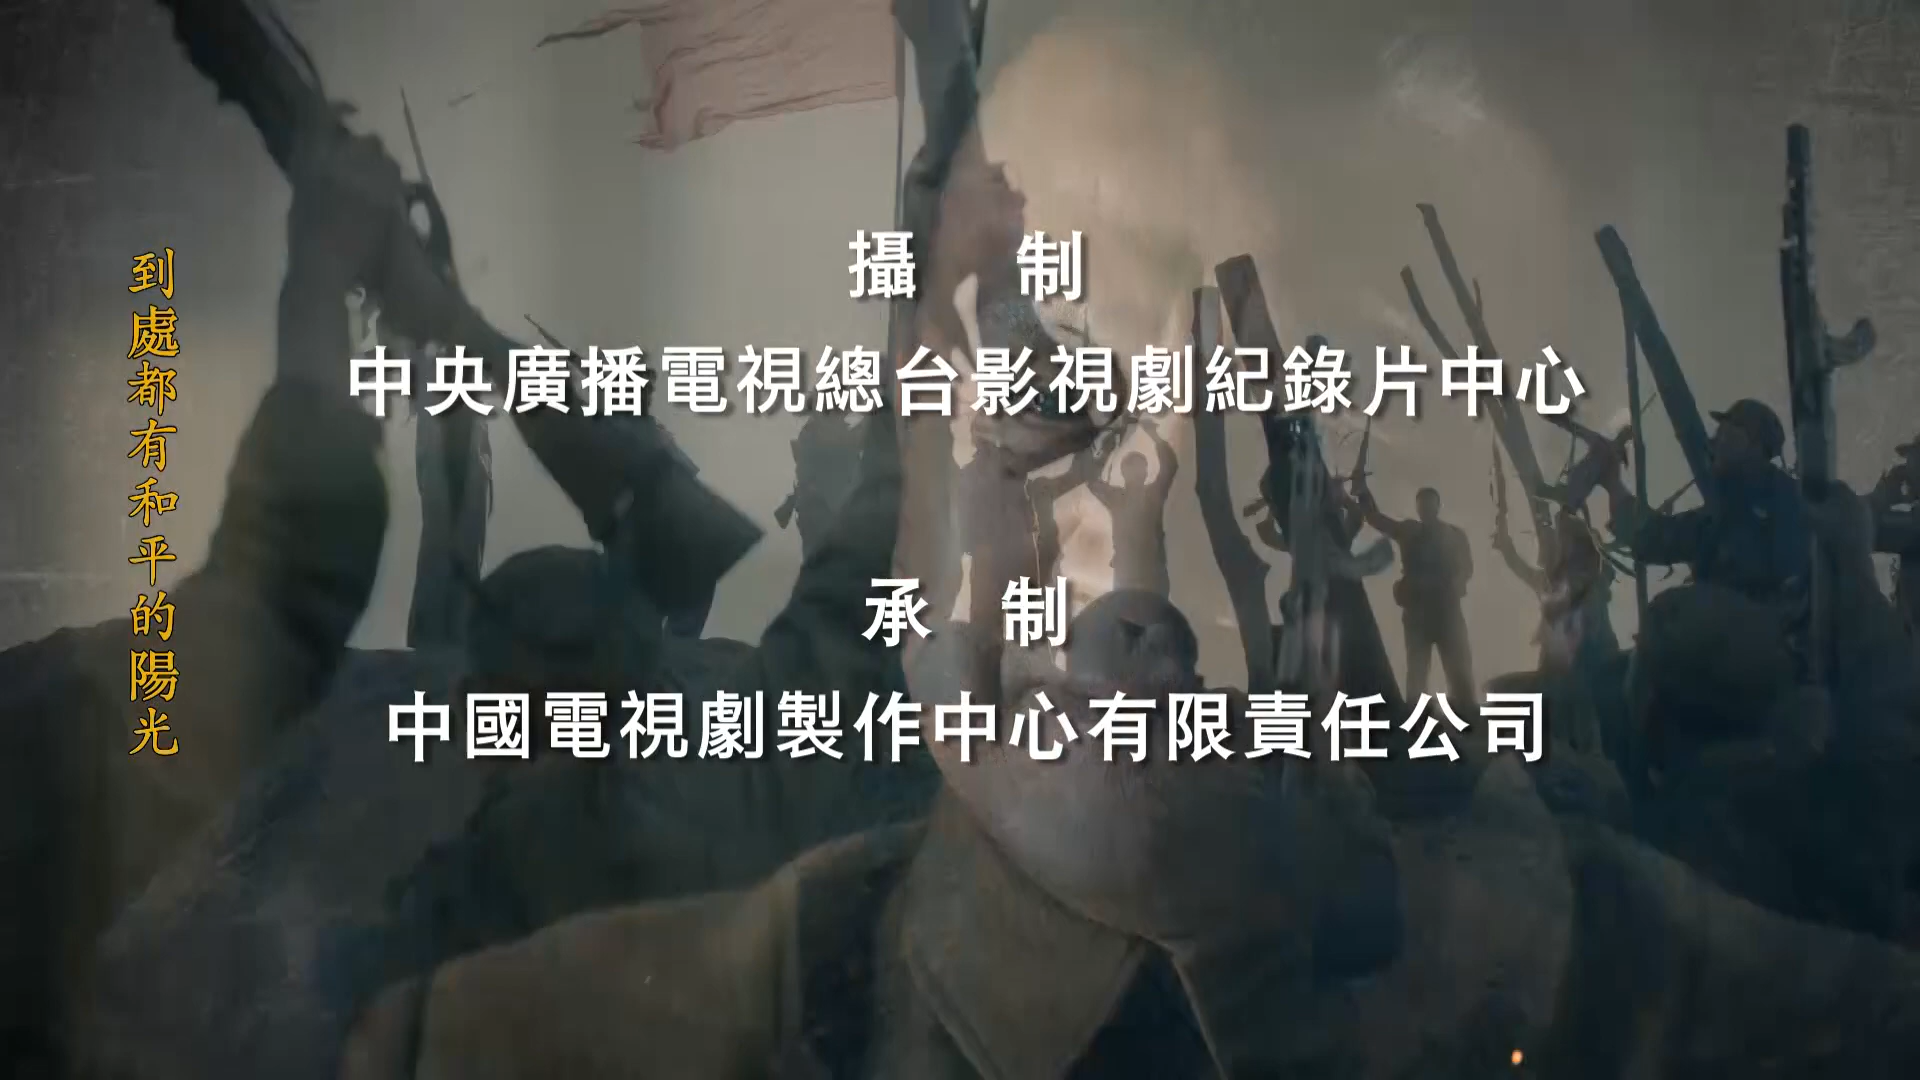 攝 制
中央廣播電視總台影視劇紀錄片中心
承 制
中國電視劇製作中心有限責任公司
到處都有和平的陽光